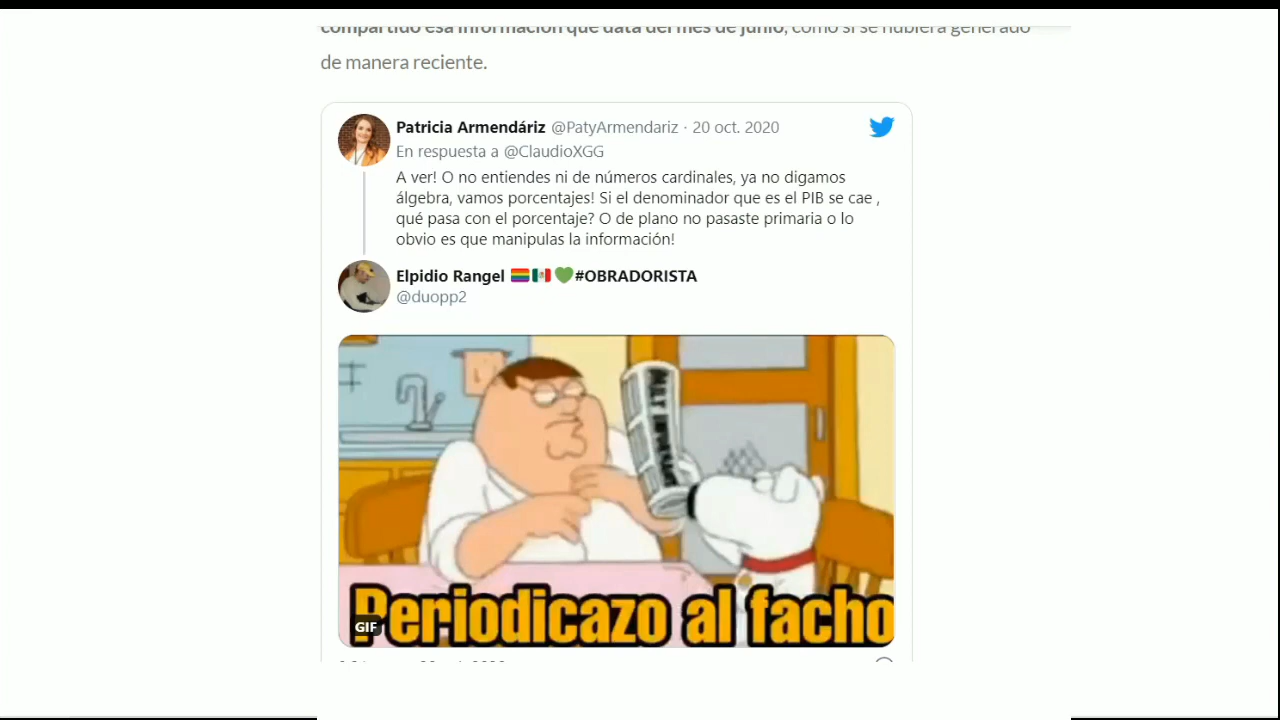 compartido esa información que data del mes de junio, como si se hubiera generado
de manera reciente.
Patricia Armendáriz @PatyArmendariz · 20 oct. 2020
En respuesta a @ClaudioXGG
A ver! O no entiendes ni de números cardinales, ya no digamos
álgebra, vamos porcentajes! Si el denominador que es el PIB se cae ,
qué pasa con el porcentaje? O de plano no pasaste primaria o lo
obvio es que manipulas la información!
Elpidio Rangel 🏳️‍🌈🇲🇽💚#OBRADORISTA
@duopp2
Periodicazo al facho
GIF